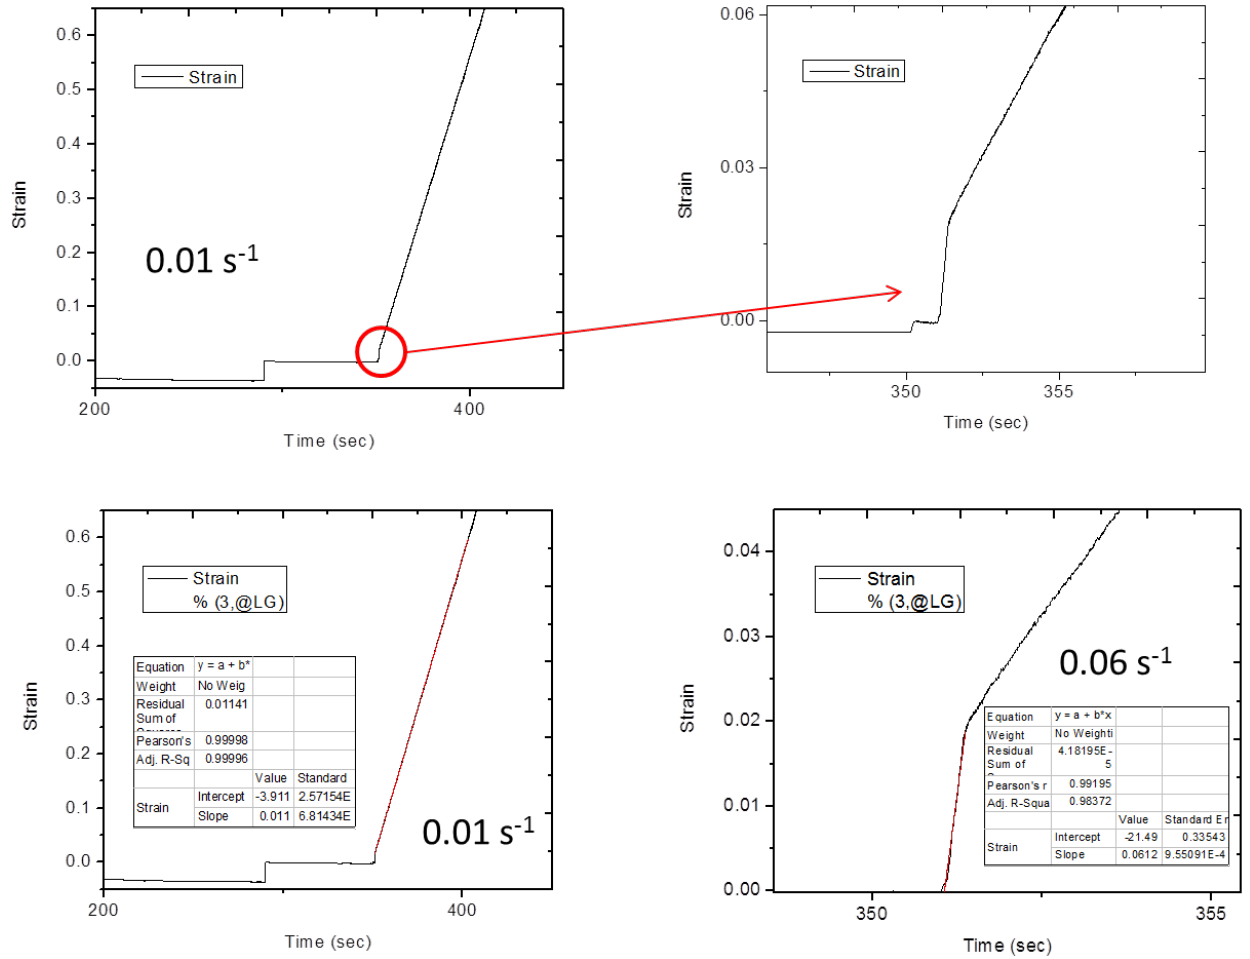 0.6
0.5
0.4
0.3
0.2
0.1
0.0
Strain
Strain
0.01 s-1
200
400
Time (sec)
0.06
0.03
0.00
Strain
Strain
350
355
Time (sec)
0.6
0.5
0.4
0.3
0.2
0.1
0.0
Strain
Strain
% (3,@LG)
Equation y = a + b*
Weight No Weig
Residual 0.01141
Sum of
Pearson's 0.99998
Adj. R-Sq 0.99996
Value Standard
Strain Intercept -3.911 2.57154E
Slope 0.011 6.81434E
0.01 s-1
200
400
Time (sec)
0.04
0.03
0.02
0.01
0.00
Strain
Strain
% (3,@LG)
0.06 s-1
Equation y = a + b*x
Weight No Weighti
Residual 4.18195E-
Sum of 5
Pearson's r 0.99195
Adj. R-Squa 0.98372
Value Standard Er
Strain Intercept -21.49 0.33543
Slope 0.0612 9.55091E-4
350
355
Time (sec)